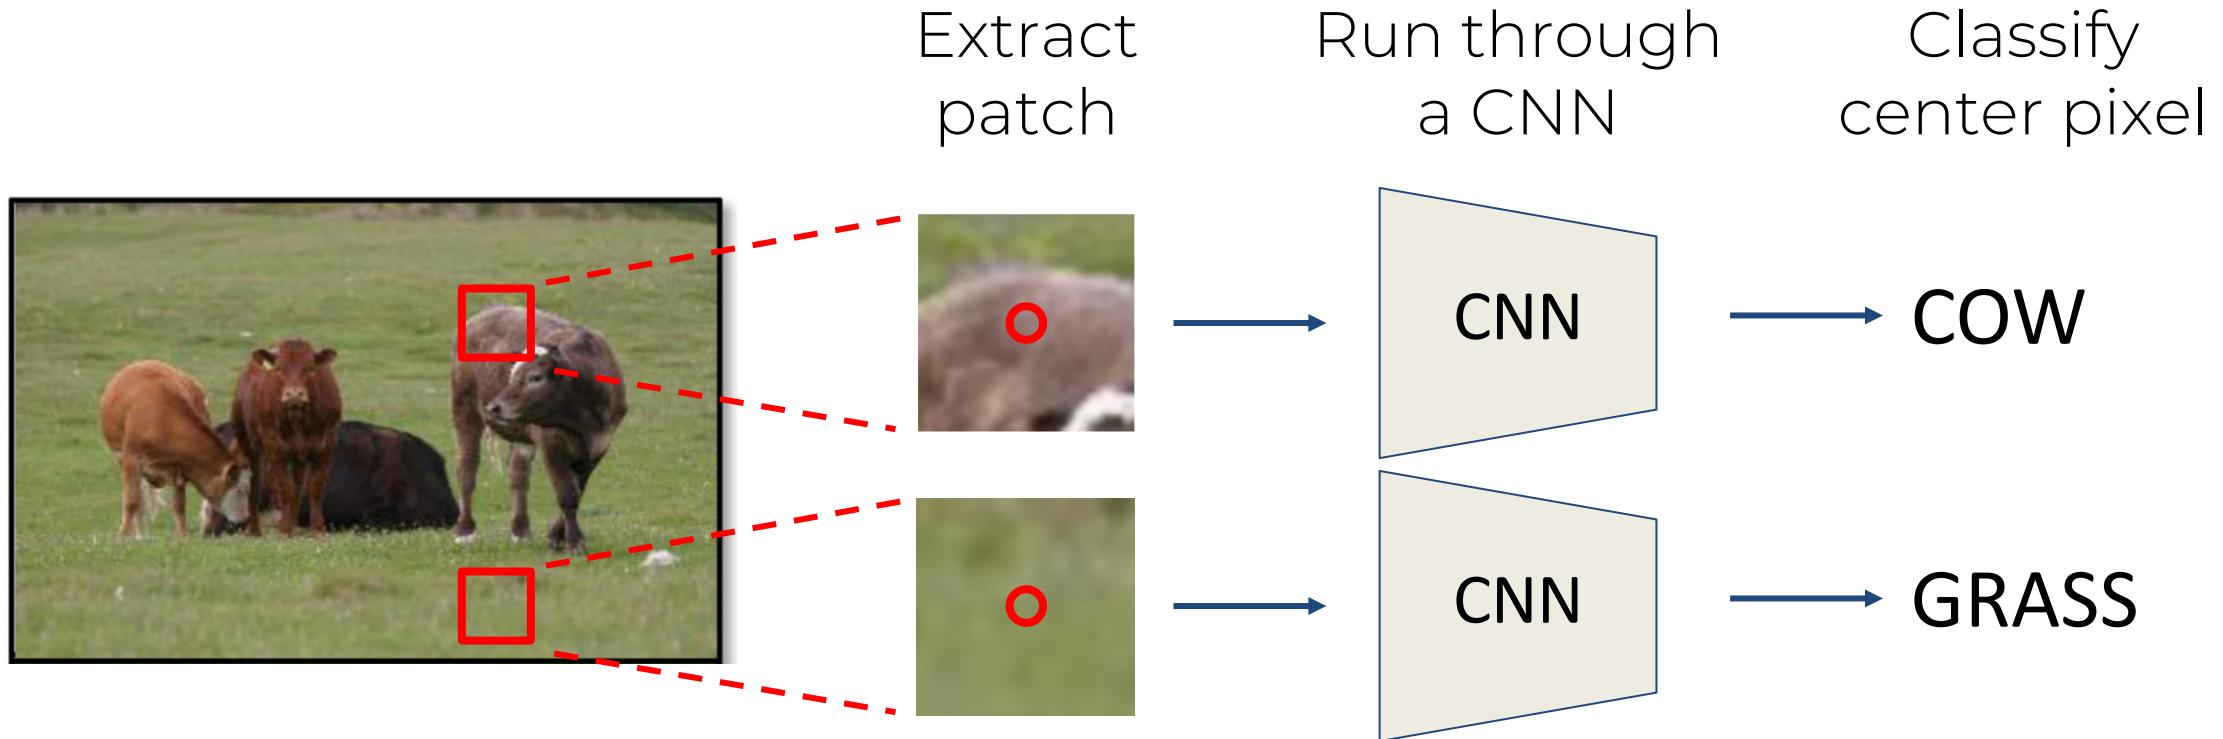 Extract
patch
Run through
a CNN
Classify
center pixel
CNN
COW
CNN
GRASS